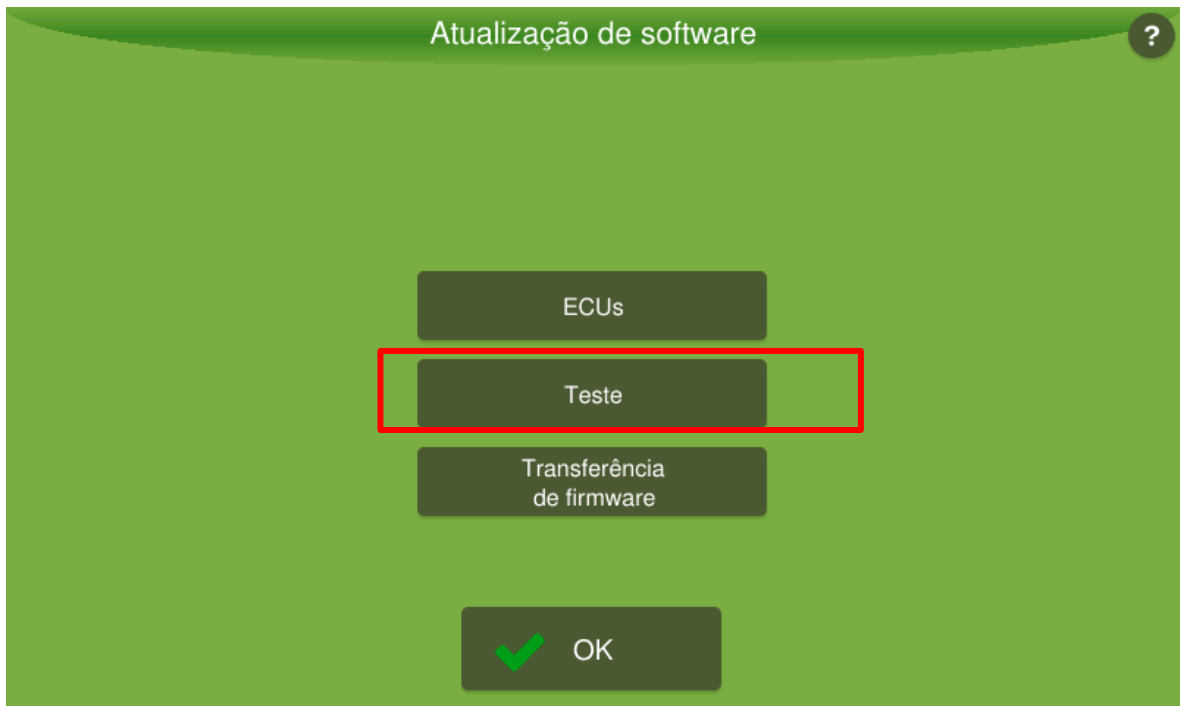 Atualização de software
?
ECUs
Teste
Transferência
de firmware
OK